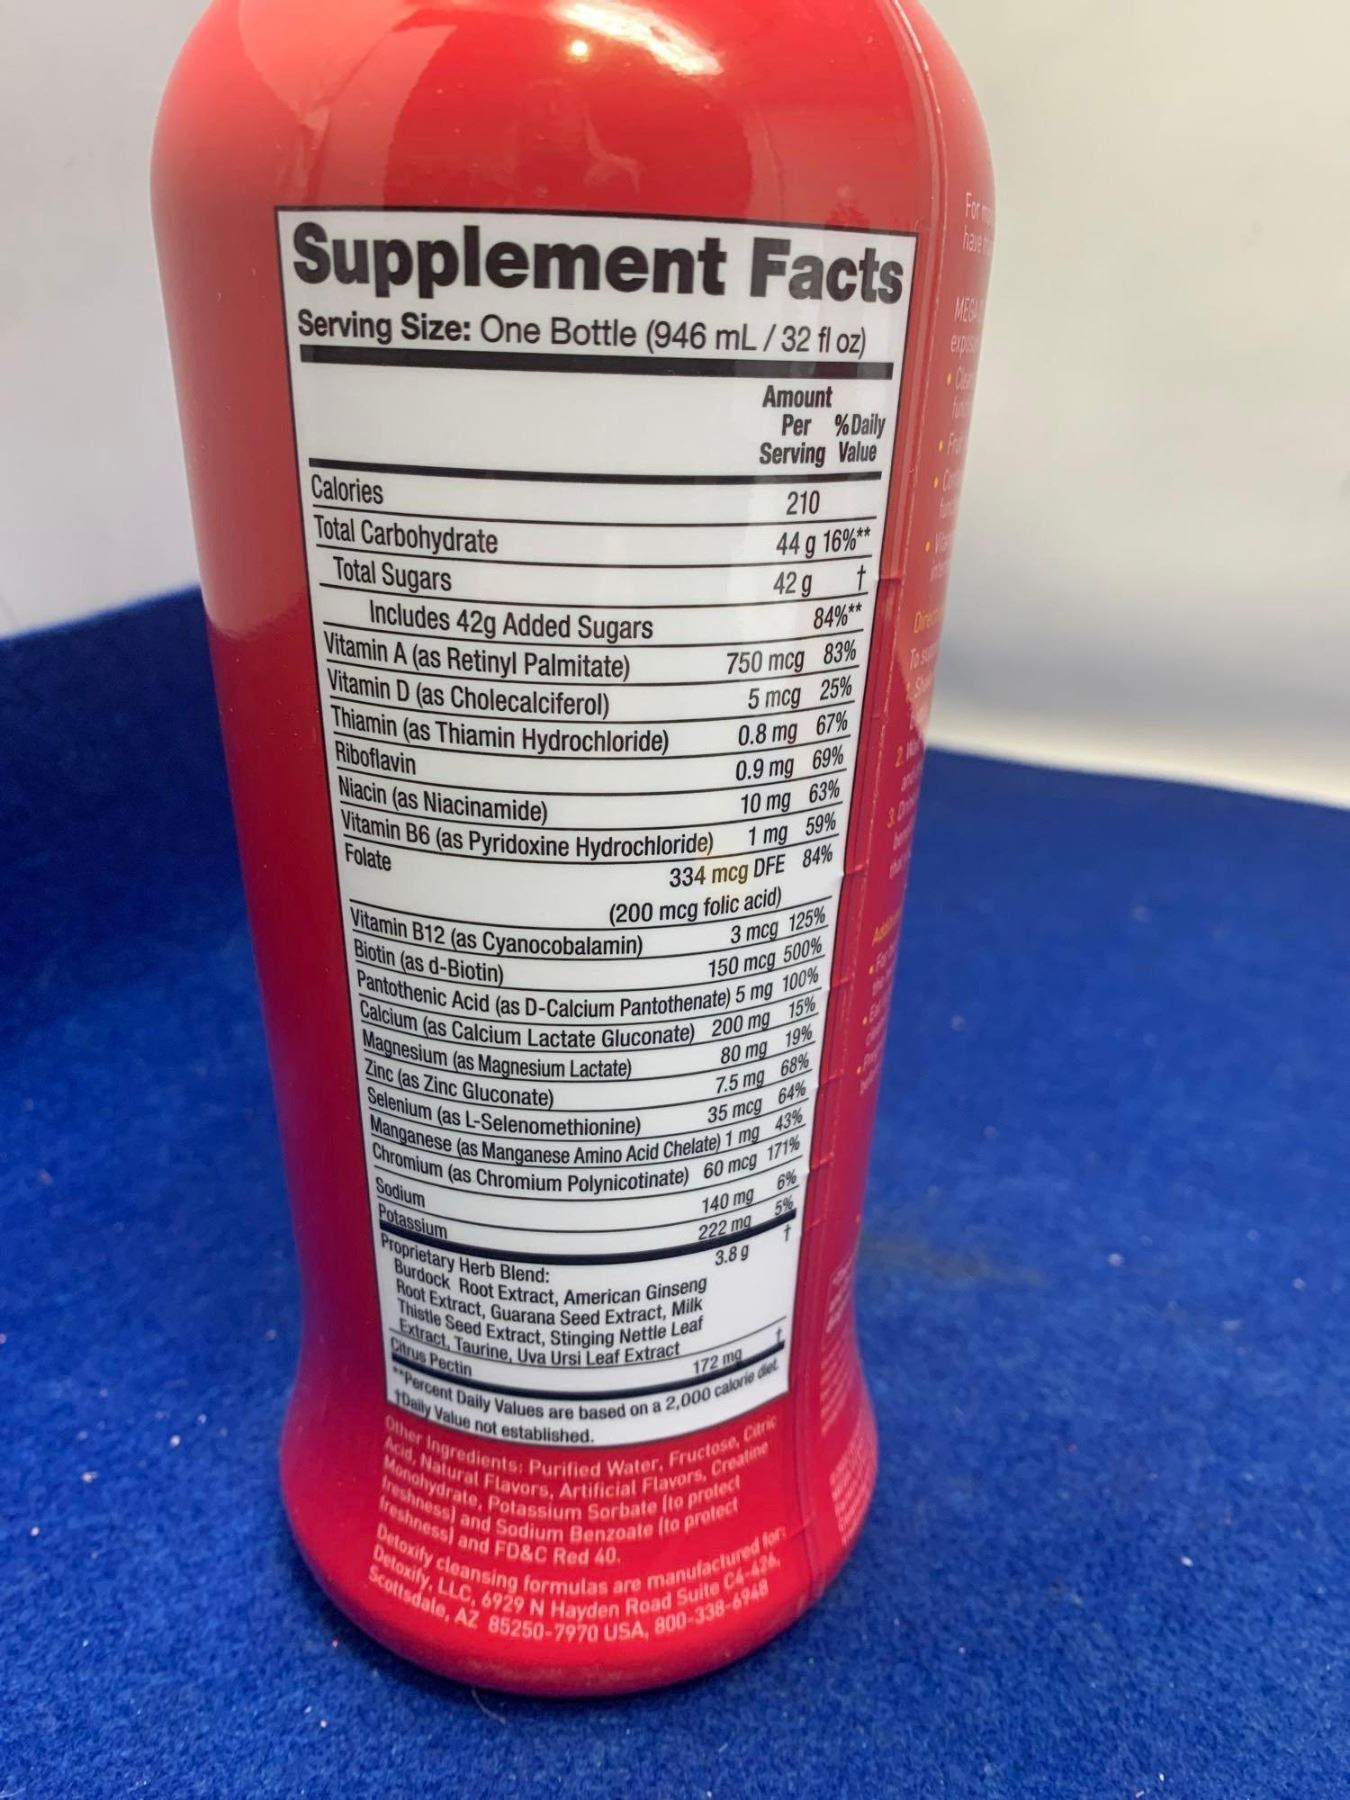 Supplement Facts
Serving Size: One Bottle (946 mL / 32 fl oz)
Amount
Per %Daily
Serving Value
Calories 210
Total Carbohydrate 44 g 16%**
Total Sugars 42 g †
Includes 42g Added Sugars 84%**
Vitamin A (as Retinyl Palmitate) 750 mcg 83%
Vitamin D (as Cholecalciferol) 5 mcg 25%
Thiamin (as Thiamin Hydrochloride) 0.8 mg 67%
Riboflavin 0.9 mg 69%
Niacin (as Niacinamide) 10 mg 63%
Vitamin B6 (as Pyridoxine Hydrochloride) 1 mg 59%
Folate 334 mcg DFE 84%
(200 mcg folic acid)
Vitamin B12 (as Cyanocobalamin) 3 mcg 125%
Biotin (as d-Biotin) 150 mcg 500%
Pantothenic Acid (as D-Calcium Pantothenate) 5 mg 100%
Calcium (as Calcium Lactate Gluconate) 200 mg 15%
Magnesium (as Magnesium Lactate) 80 mg 19%
Zinc (as Zinc Gluconate) 7.5 mg 68%
Selenium (as L-Selenomethionine) 35 mcg 64%
Manganese (as Manganese Amino Acid Chelate) 1 mg 43%
Chromium (as Chromium Polynicotinate) 60 mcg 171%
Sodium 140 mg 6%
Potassium 222 mg 5%
Proprietary Herb Blend: 3.8 g †
Burdock Root Extract, American Ginseng
Root Extract, Guarana Seed Extract, Milk
Thistle Seed Extract, Stinging Nettle Leaf
Extract, Taurine, Uva Ursi Leaf Extract
Citrus Pectin 172 mg †
**Percent Daily Values are based on a 2,000 calorie diet.
†Daily Value not established.
Other Ingredients: Purified Water, Fructose, Citric
Acid, Natural Flavors, Artificial Flavors, Creatine
Monohydrate, Potassium Sorbate (to protect
freshness) and Sodium Benzoate (to protect
freshness) and FD&C Red 40.
Detoxify cleansing formulas are manufactured for:
Detoxify, LLC, 6929 N Hayden Road Suite C4-426,
Scottsdale, AZ 85250-7970 USA, 800-338-6948
For
have
MEGA